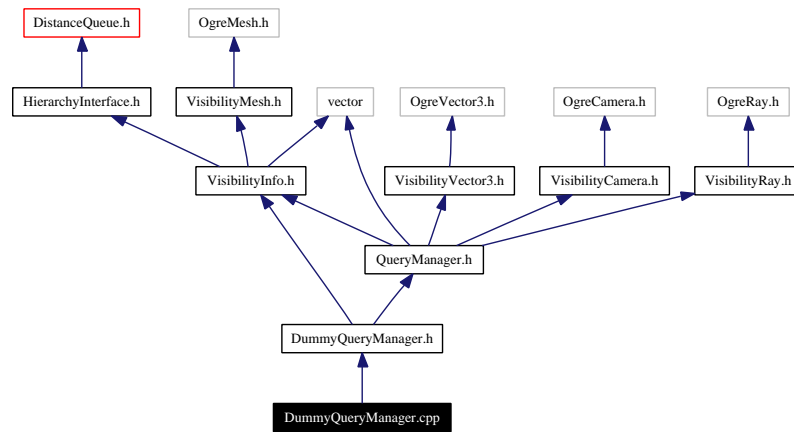 DistanceQueue.h
OgreMesh.h
HierarchyInterface.h
VisibilityMesh.h
vector
OgreVector3.h
OgreCamera.h
OgreRay.h
VisibilityInfo.h
VisibilityVector3.h
VisibilityCamera.h
VisibilityRay.h
QueryManager.h
DummyQueryManager.h
DummyQueryManager.cpp